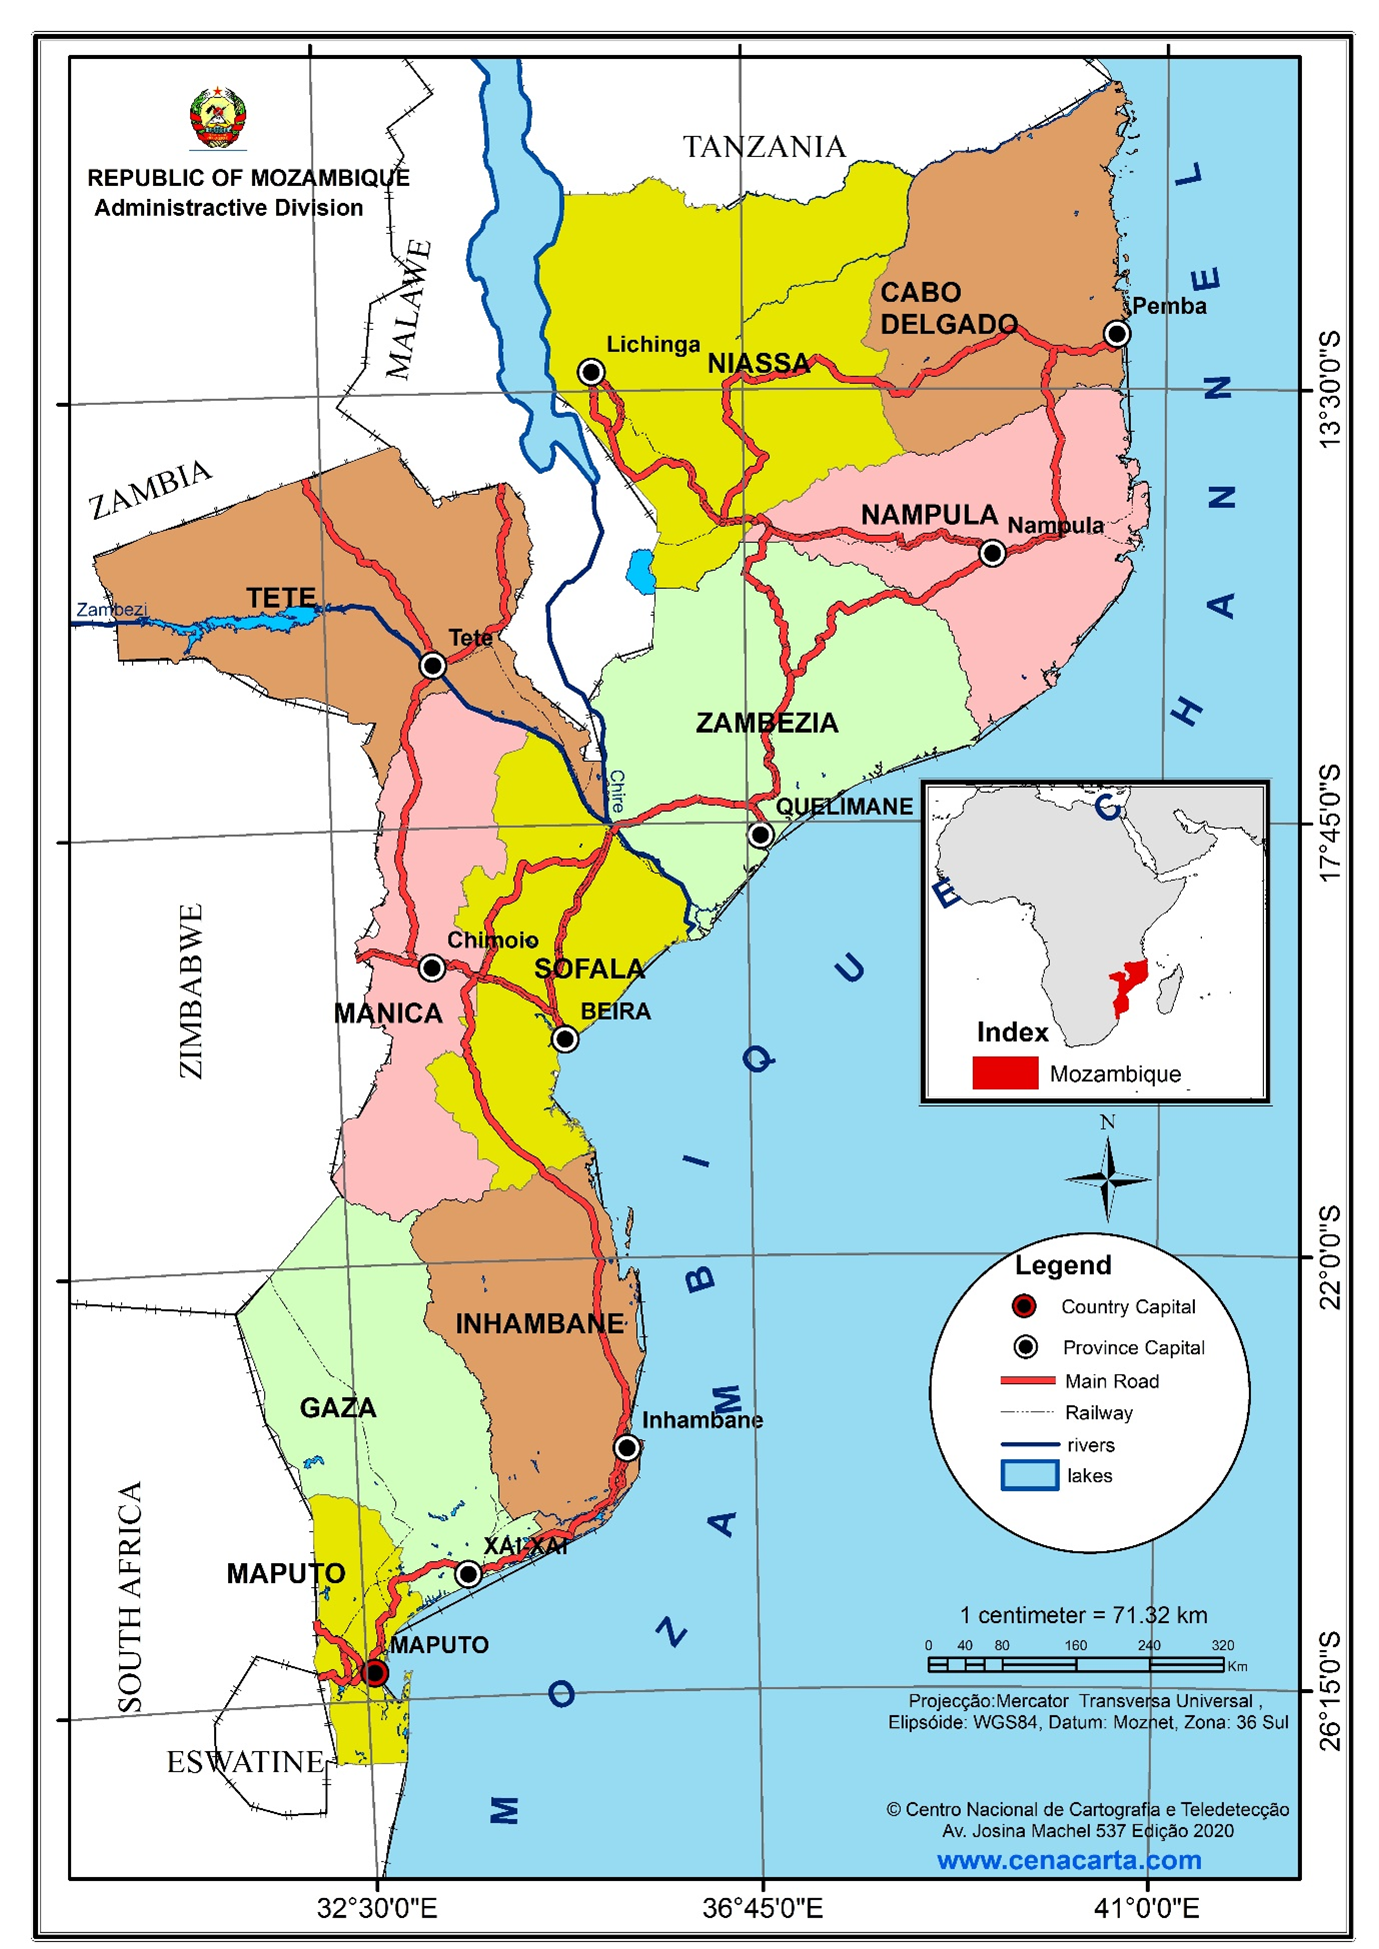 REPUBLIC OF MOZAMBIQUE
Administractive Division
TANZANIA
MALAWE
ZAMBIA
ZIMBABWE
SOUTH AFRICA
ESWATINE
CABO
DELGADO
Pemba
Lichinga
NIASSA
NAMPULA
Nampula
TETE
Zambezi
Tete
ZAMBEZIA
Chire
QUELIMANE
Chimoio
SOFALA
MANICA
BEIRA
INHAMBANE
GAZA
Inhambane
XAI-XAI
MAPUTO
MAPUTO
MOZAMBIQUE CHANNEL
Index
Mozambique
N
Legend
Country Capital
Province Capital
Main Road
Railway
rivers
lakes
1 centimeter = 71.32 km
0 40 80 160 240 320
Km
Projecção:Mercator Transversa Universal ,
Elipsóide: WGS84, Datum: Moznet, Zona: 36 Sul
© Centro Nacional de Cartografia e Teledetecção
Av. Josina Machel 537 Edição 2020
www.cenacarta.com
13°30'0"S
17°45'0"S
22°0'0"S
26°15'0"S
32°30'0"E
36°45'0"E
41°0'0"E